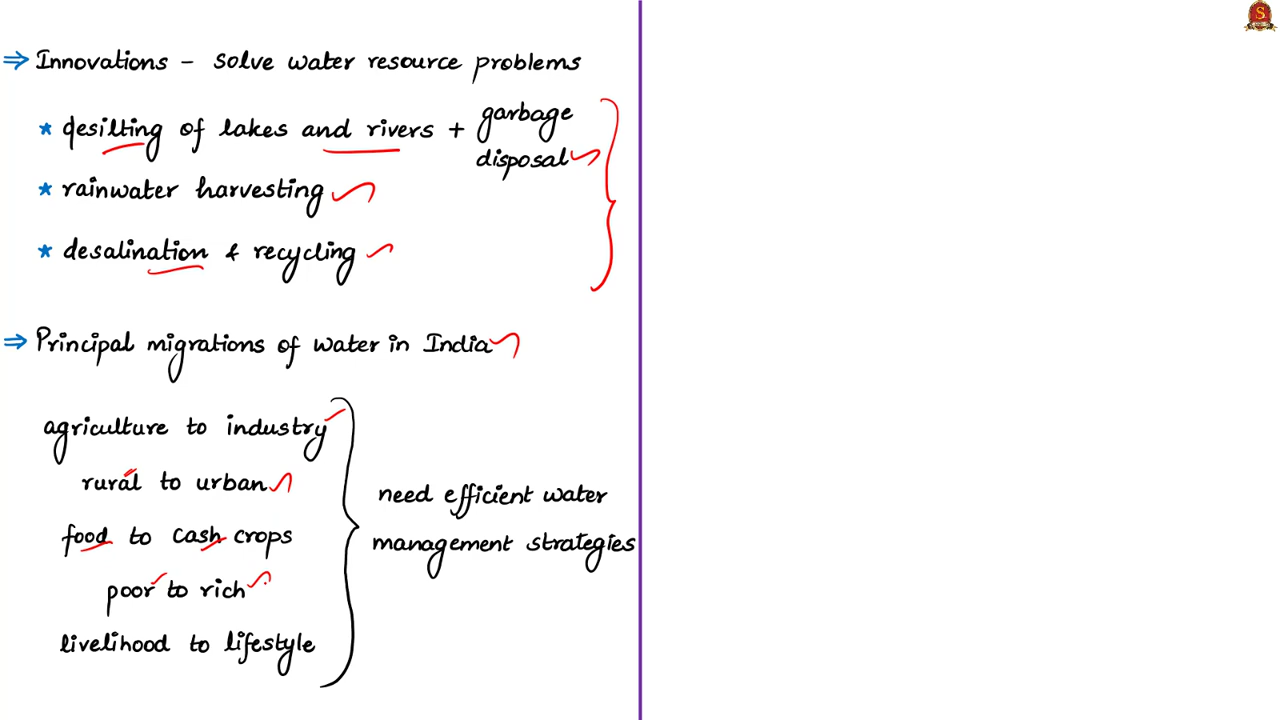 ⇒ Innovations - solve water resource problems
* desilting of lakes and rivers + garbage
disposal
* rainwater harvesting
* desalination & recycling
⇒ Principal migrations of water in India
agriculture to industry
rural to urban
food to cash crops
poor to rich
livelihood to lifestyle
need efficient water
management strategies